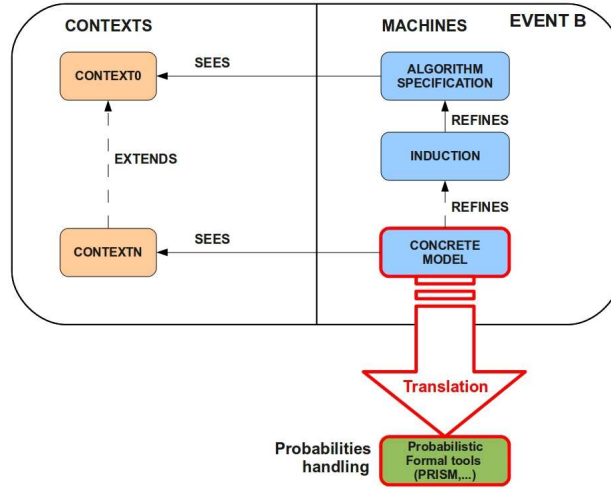 CONTEXTS
MACHINES
EVENT B
CONTEXT0
SEES
ALGORITHM
SPECIFICATION
EXTENDS
REFINES
INDUCTION
REFINES
CONTEXTN
SEES
CONCRETE
MODEL
Translation
Probabilities
handling
Probabilistic
Formal tools
(PRISM,...)